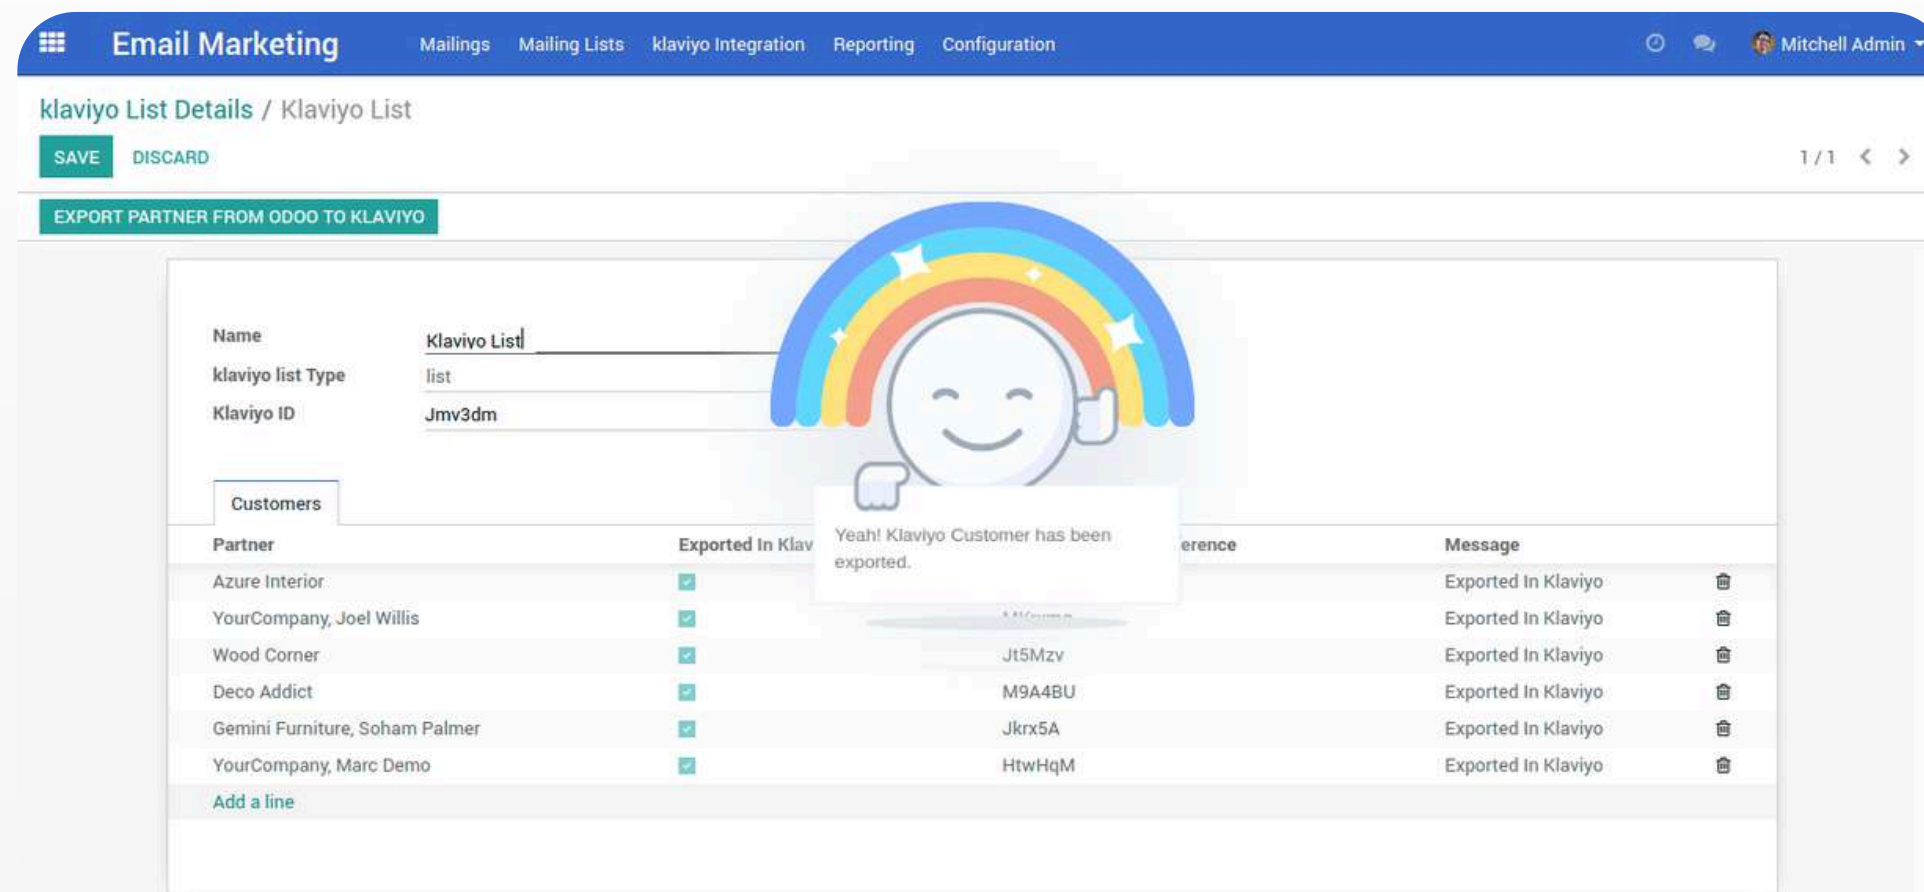 Email Marketing Mailings Mailing Lists klaviyo Integration Reporting Configuration Mitchell Admin
klaviyo List Details / Klaviyo List
SAVE DISCARD 1 / 1
EXPORT PARTNER FROM ODOO TO KLAVIYO
Name Klaviyo List
klaviyo list Type list
Klaviyo ID Jmv3dm
Customers
Partner Exported In Klav erence Message
Yeah! Klaviyo Customer has been
exported.
Azure Interior Exported In Klaviyo
YourCompany, Joel Willis Exported In Klaviyo
Wood Corner Jt5Mzv Exported In Klaviyo
Deco Addict M9A4BU Exported In Klaviyo
Gemini Furniture, Soham Palmer Jkrx5A Exported In Klaviyo
YourCompany, Marc Demo HtwHqM Exported In Klaviyo
Add a line